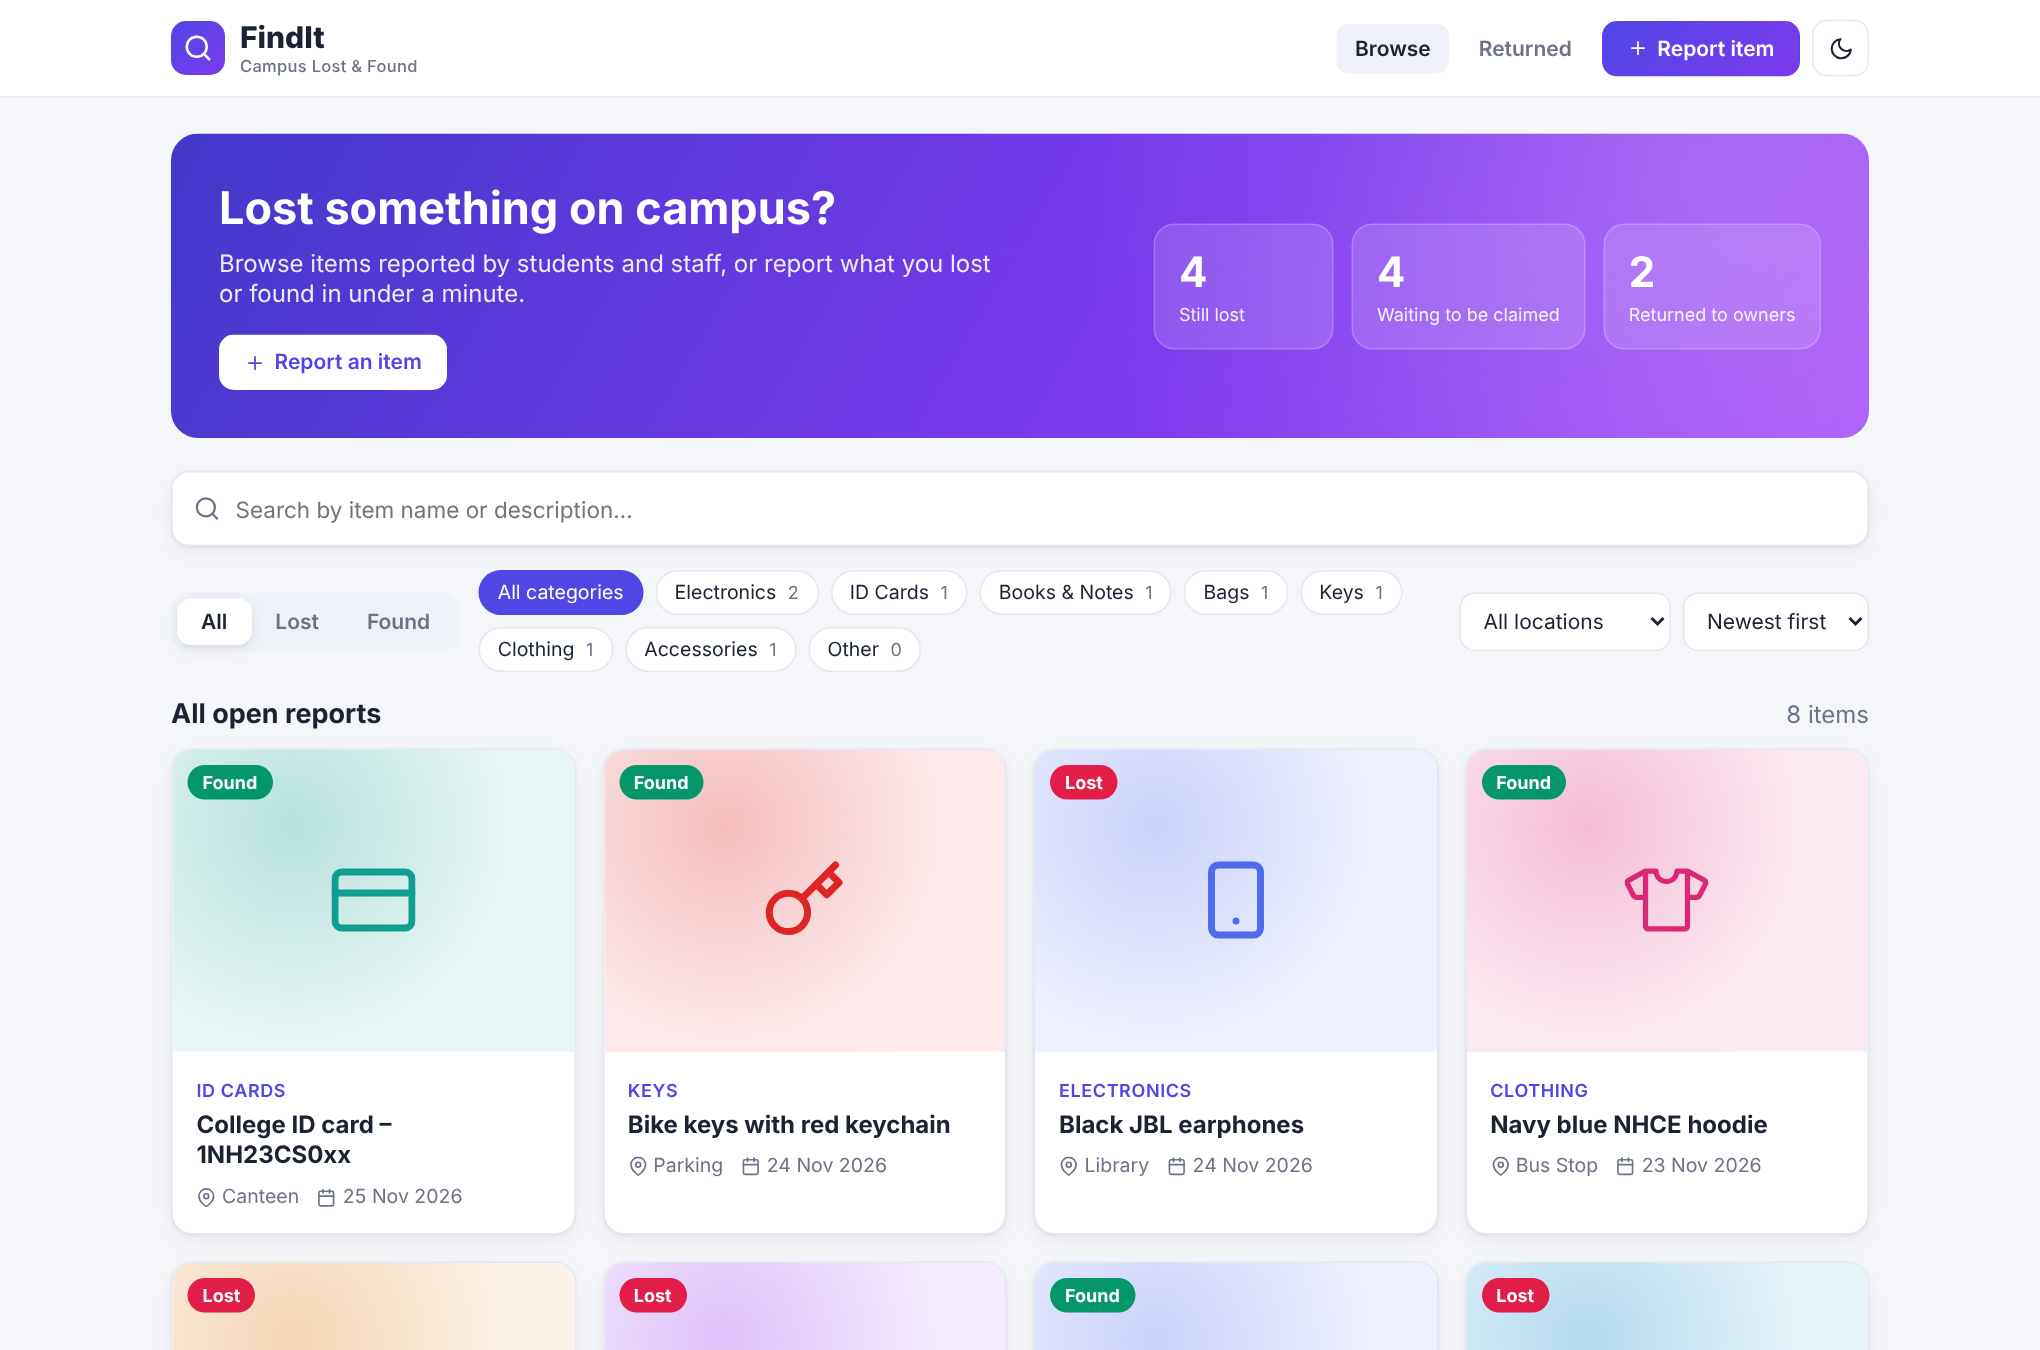 FindIt
Campus Lost & Found
Browse
Returned
+ Report item
Lost something on campus?
Browse items reported by students and staff, or report what you lost
or found in under a minute.
+ Report an item
4
Still lost
4
Waiting to be claimed
2
Returned to owners
Search by item name or description...
All
Lost
Found
All categories
Electronics 2
ID Cards 1
Books & Notes 1
Bags 1
Keys 1
Clothing 1
Accessories 1
Other 0
All locations
Newest first
All open reports
8 items
Found
ID CARDS
College ID card –
1NH23CS0xx
Canteen
25 Nov 2026
Found
KEYS
Bike keys with red keychain
Parking
24 Nov 2026
Lost
ELECTRONICS
Black JBL earphones
Library
24 Nov 2026
Found
CLOTHING
Navy blue NHCE hoodie
Bus Stop
23 Nov 2026
Lost
Lost
Found
Lost